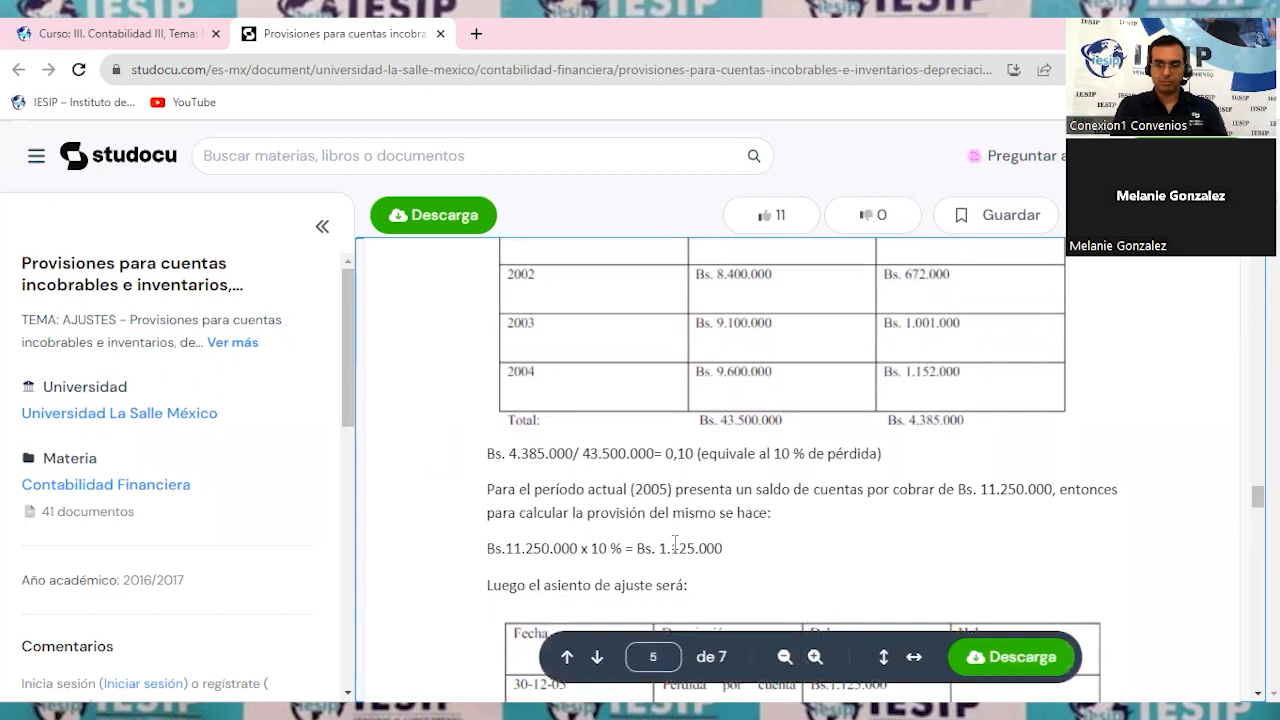 Curso: III. Contabilidad III, Tema: F
Provisiones para cuentas incobra
studocu.com/es-mx/document/universidad-la-salle-mexico/contabilidad-financiera/provisiones-para-cuentas-incobrables-e-inventarios-depreciaci...
IESIP – Instituto de...
YouTube
studocu
Buscar materias, libros o documentos
Preguntar a
Descarga
11
0
Guardar
Provisiones para cuentas
incobrables e inventarios,...
TEMA: AJUSTES - Provisiones para cuentas
incobrables e inventarios, de... Ver más
Universidad
Universidad La Salle México
Materia
Contabilidad Financiera
41 documentos
Año académico: 2016/2017
Comentarios
Inicia sesión (Iniciar sesión) o regístrate (
2002 Bs. 8.400.000 Bs. 672.000
2003 Bs. 9.100.000 Bs. 1.001.000
2004 Bs. 9.600.000 Bs. 1.152.000
Total: Bs. 43.500.000 Bs. 4.385.000
Bs. 4.385.000/ 43.500.000= 0,10 (equivale al 10 % de pérdida)
Para el período actual (2005) presenta un saldo de cuentas por cobrar de Bs. 11.250.000, entonces
para calcular la provisión del mismo se hace:
Bs.11.250.000 x 10 % = Bs. 1.125.000
Luego el asiento de ajuste será:
Fecha
5 de 7
Descarga
30-12-05 Perdida por cuenta Bs.1.125.000
IESIP
Conexion1 Convenios
Melanie Gonzalez
Melanie Gonzalez